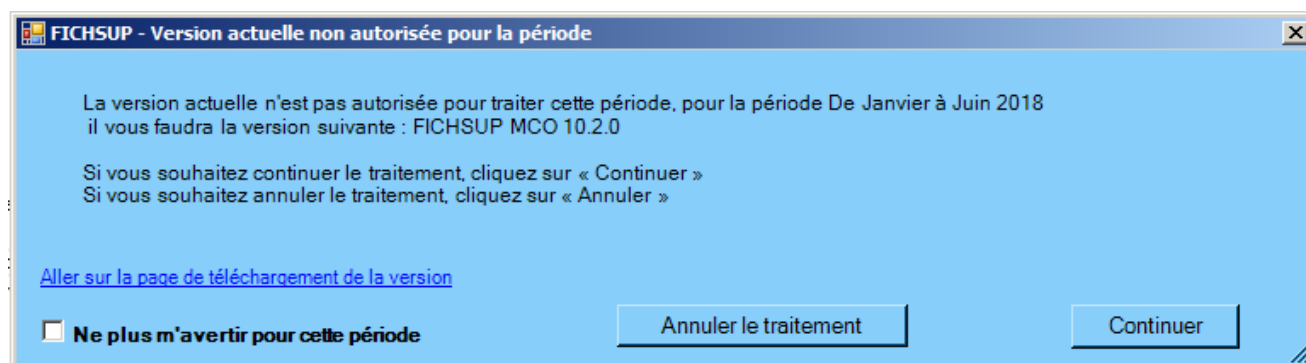 FICHSUP - Version actuelle non autorisée pour la période
La version actuelle n'est pas autorisée pour traiter cette période, pour la période De Janvier à Juin 2018
il vous faudra la version suivante : FICHSUP MCO 10.2.0
Si vous souhaitez continuer le traitement, cliquez sur « Continuer »
Si vous souhaitez annuler le traitement, cliquez sur « Annuler »
Aller sur la page de téléchargement de la version
Ne plus m'avertir pour cette période
Annuler le traitement
Continuer